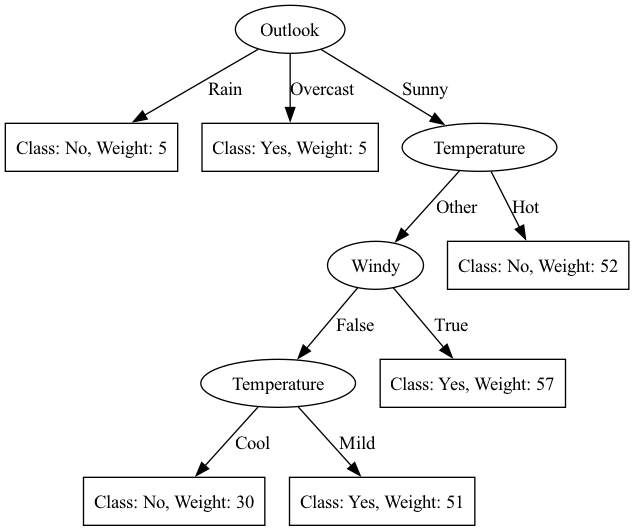 Outlook
Rain
Overcast
Sunny
Class: No, Weight: 5
Class: Yes, Weight: 5
Temperature
Other
Hot
Windy
Class: No, Weight: 52
False
True
Temperature
Class: Yes, Weight: 57
Cool
Mild
Class: No, Weight: 30
Class: Yes, Weight: 51